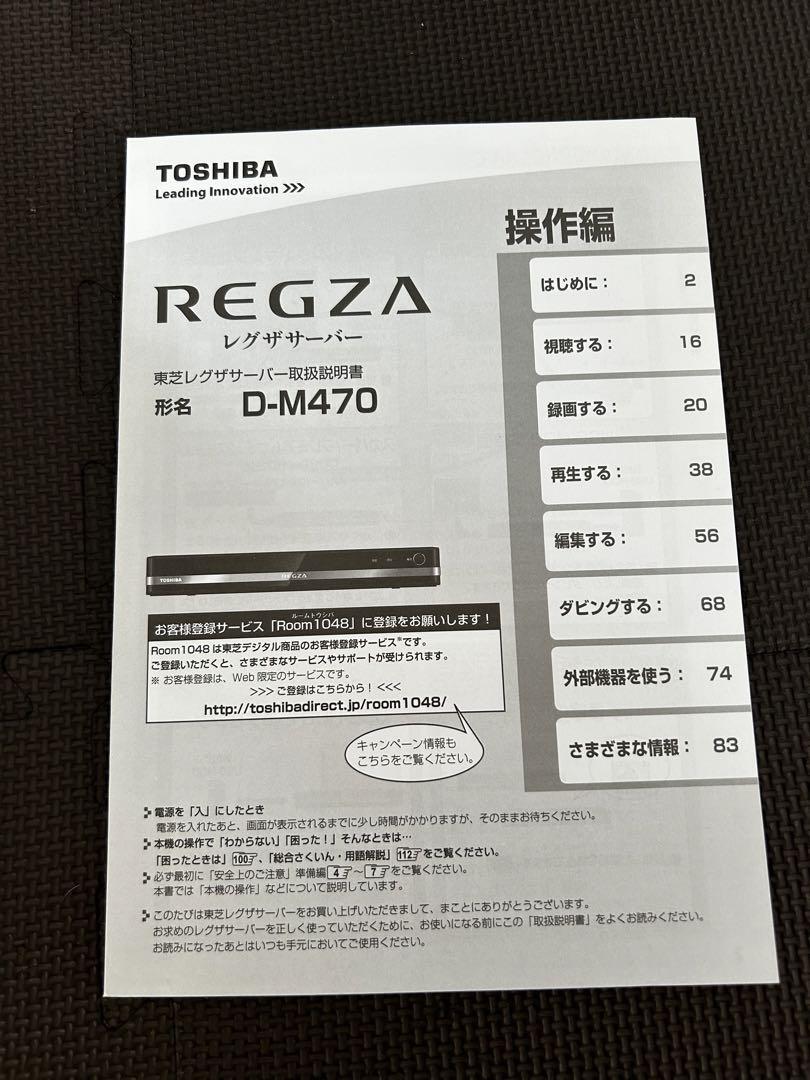 TOSHIBA
Leading Innovation >>>
操作編
はじめに： 2
視聴する： 16
録画する： 20
再生する： 38
編集する： 56
ダビングする： 68
外部機器を使う： 74
さまざまな情報： 83
REGZA
レグザサーバー
東芝レグザサーバー取扱説明書
形名 D-M470
TOSHIBA REGZA
ルームトウシバ
お客様登録サービス「Room1048」に登録をお願いします！
Room1048 は東芝デジタル商品のお客様登録サービス※です。
ご登録いただくと、さまざまなサービスやサポートが受けられます。
※ お客様登録は、Web 限定のサービスです。
>>> ご登録はこちらから！ <<<
http://toshibadirect.jp/room1048/
キャンペーン情報も
こちらをご覧ください。
電源を「入」にしたとき
電源を入れたあと、画面が表示されるまでに少し時間がかかりますが、そのままお待ちください。
本機の操作で「わからない」「困った！」そんなときは…
「困ったときは」100、「総合さくいん・用語解説」112をご覧ください。
必ず最初に「安全上のご注意」準備編4～7をご覧ください。
本書では「本機の操作」などについて説明しています。
このたびは東芝レグザサーバーをお買い上げいただきまして、まことにありがとうございます。
お求めのレグザサーバーを正しく使っていただくために、お使いになる前にこの「取扱説明書」をよくお読みください。
お読みになったあとはいつも手元においてご使用ください。